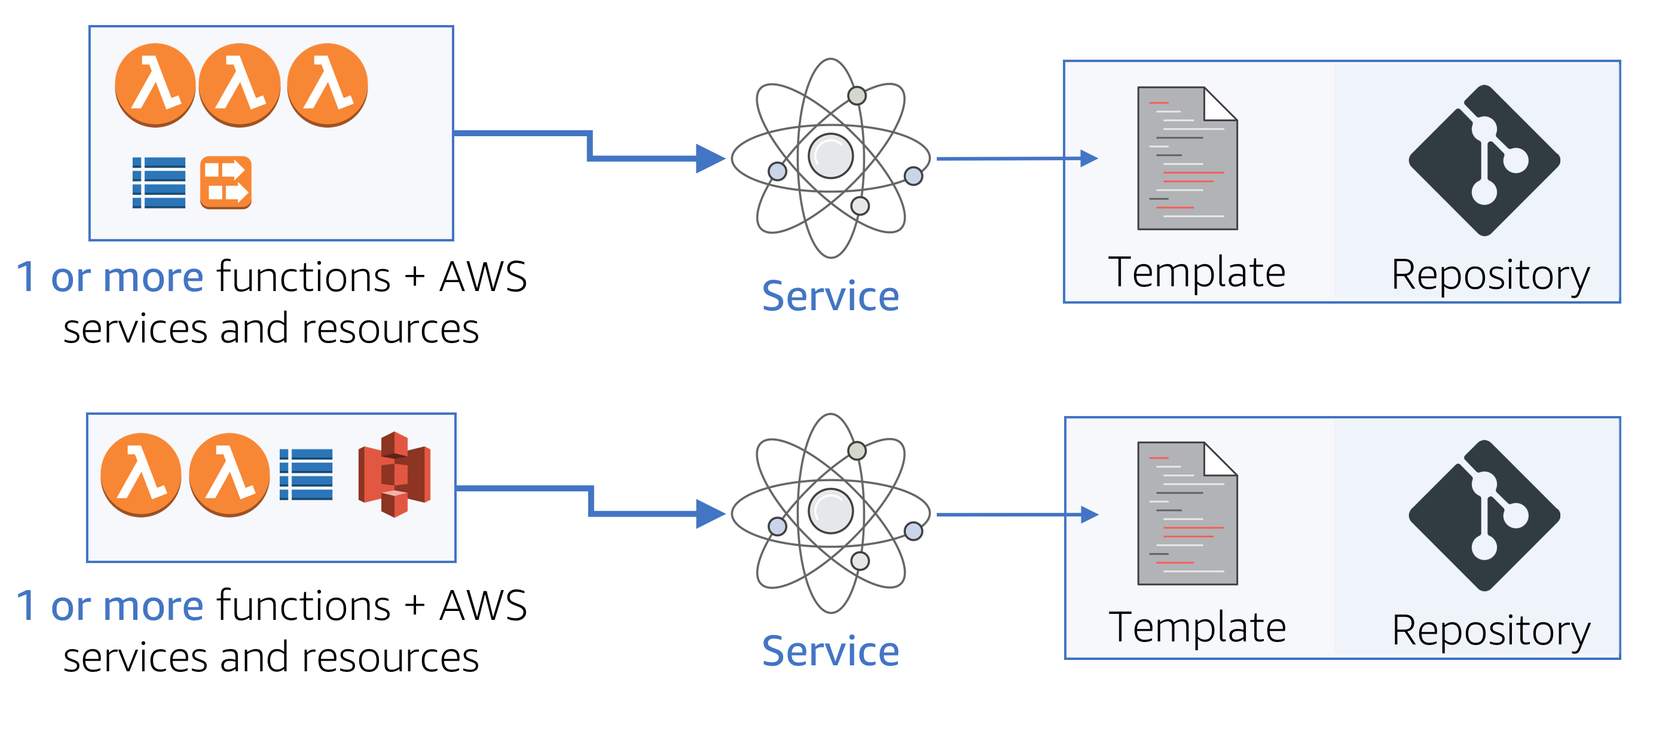 1 or more functions + AWS
services and resources
Service
Template
Repository
1 or more functions + AWS
services and resources
Service
Template
Repository